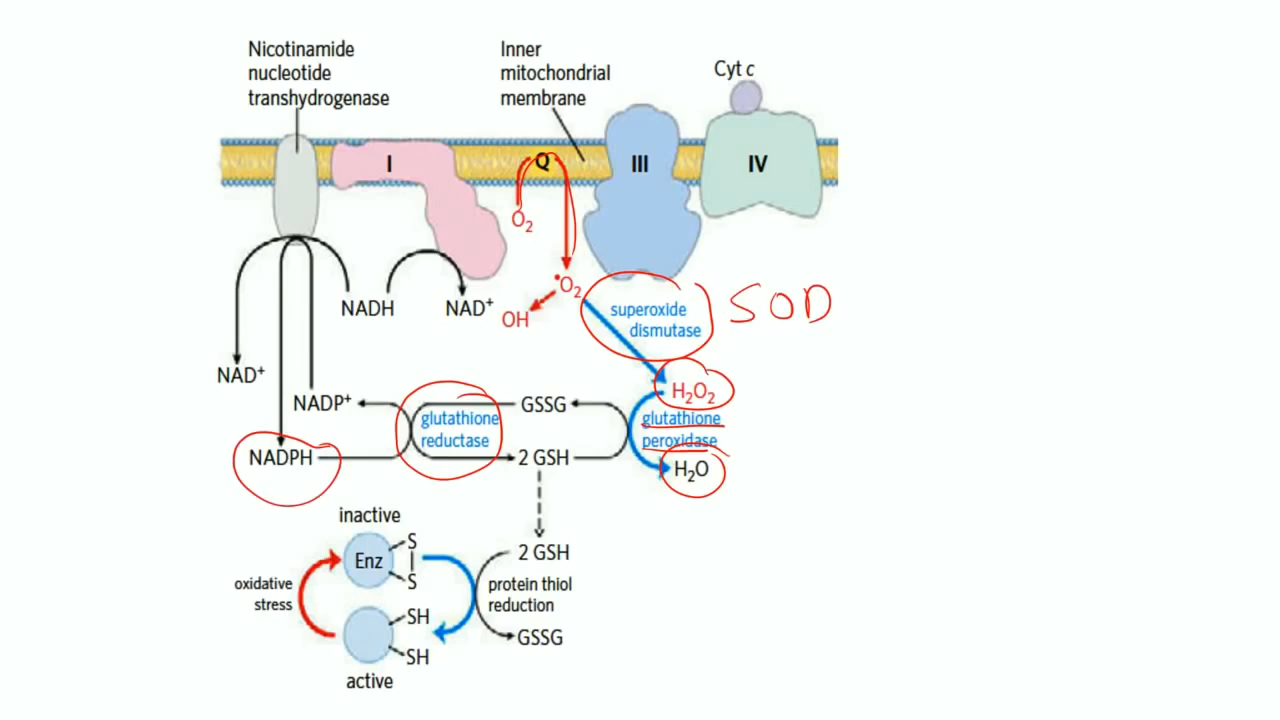 Nicotinamide
nucleotide
transhydrogenase
Inner
mitochondrial
membrane
Cyt c
I
Q
III
IV
O₂
•O₂
OH
superoxide
dismutase
SOD
NADH
NAD⁺
NAD⁺
H₂O₂
NADP⁺
GSSG
glutathione
reductase
glutathione
peroxidase
NADPH
2 GSH
H₂O
inactive
Enz
S
S
2 GSH
oxidative
stress
protein thiol
reduction
SH
GSSG
SH
active